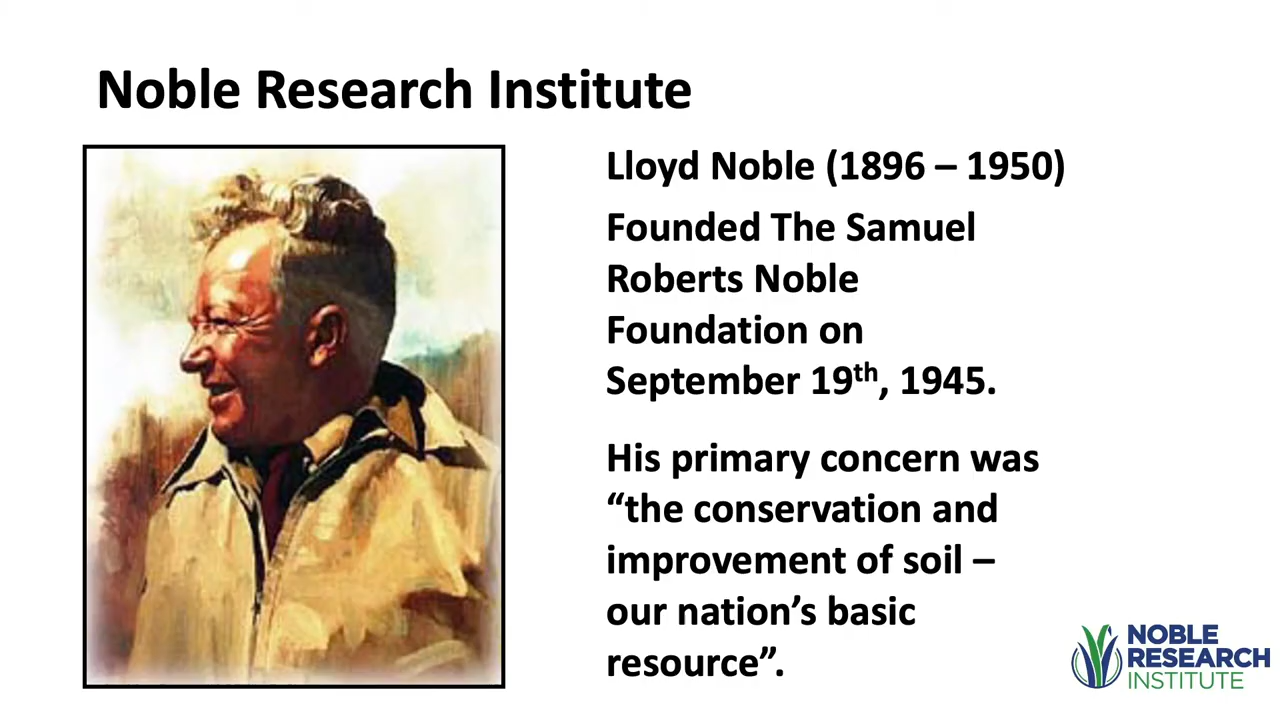 Noble Research Institute
Lloyd Noble (1896 – 1950)
Founded The Samuel
Roberts Noble
Foundation on
September 19th, 1945.
His primary concern was
“the conservation and
improvement of soil –
our nation’s basic
resource”.
NOBLE
RESEARCH
INSTITUTE